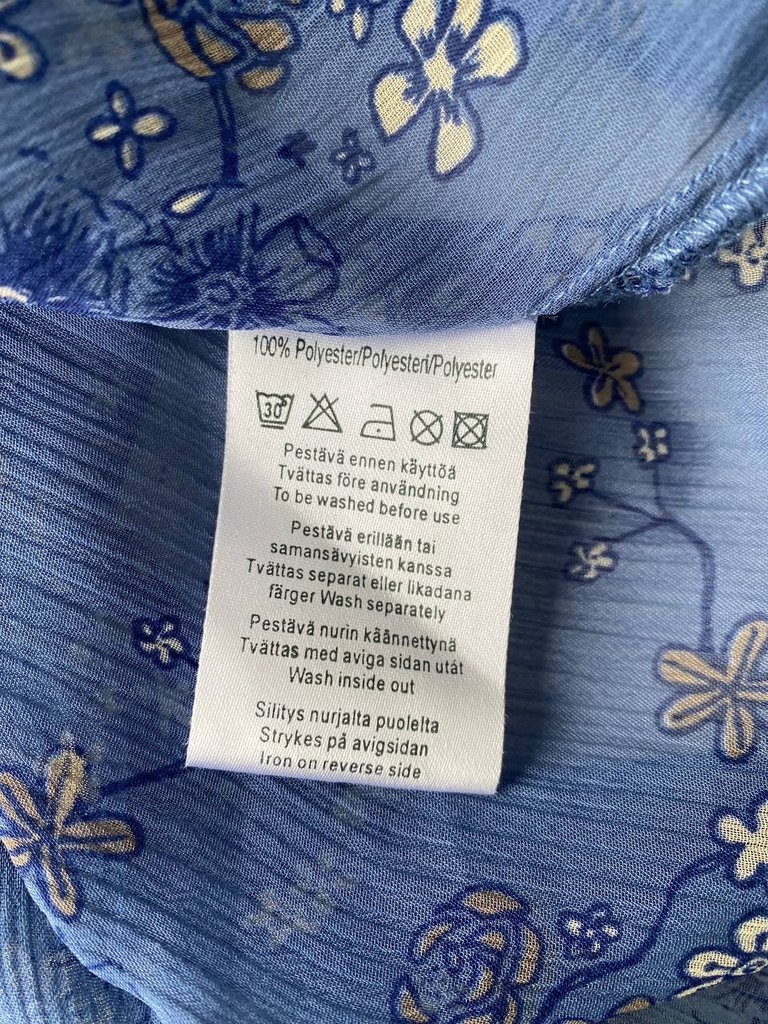 100% Polyester/Polyesteri/Polyester
30
Pestävä ennen käyttöä
Tvättas före användning
To be washed before use
Pestävä erillään tai
samansävyisten kanssa
Tvättas separat eller likadana
färger Wash separately
Pestävä nurin käännettynä
Tvättas med aviga sidan utåt
Wash inside out
Silitys nurjalta puolelta
Strykes på avigsidan
Iron on reverse side